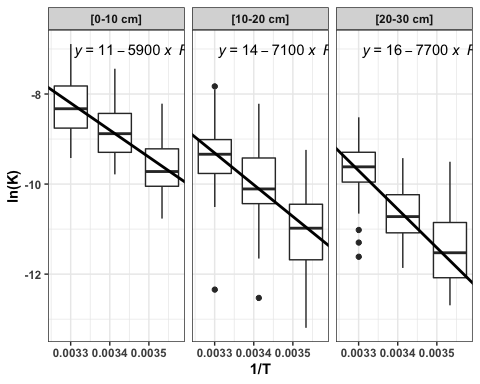 [0-10 cm] [10-20 cm] [20-30 cm]
y = 11 – 5900 x y = 14 – 7100 x y = 16 – 7700 x
-8
-10
-12
ln(K)
0.0033 0.0034 0.0035 0.0033 0.0034 0.0035 0.0033 0.0034 0.0035
1/T